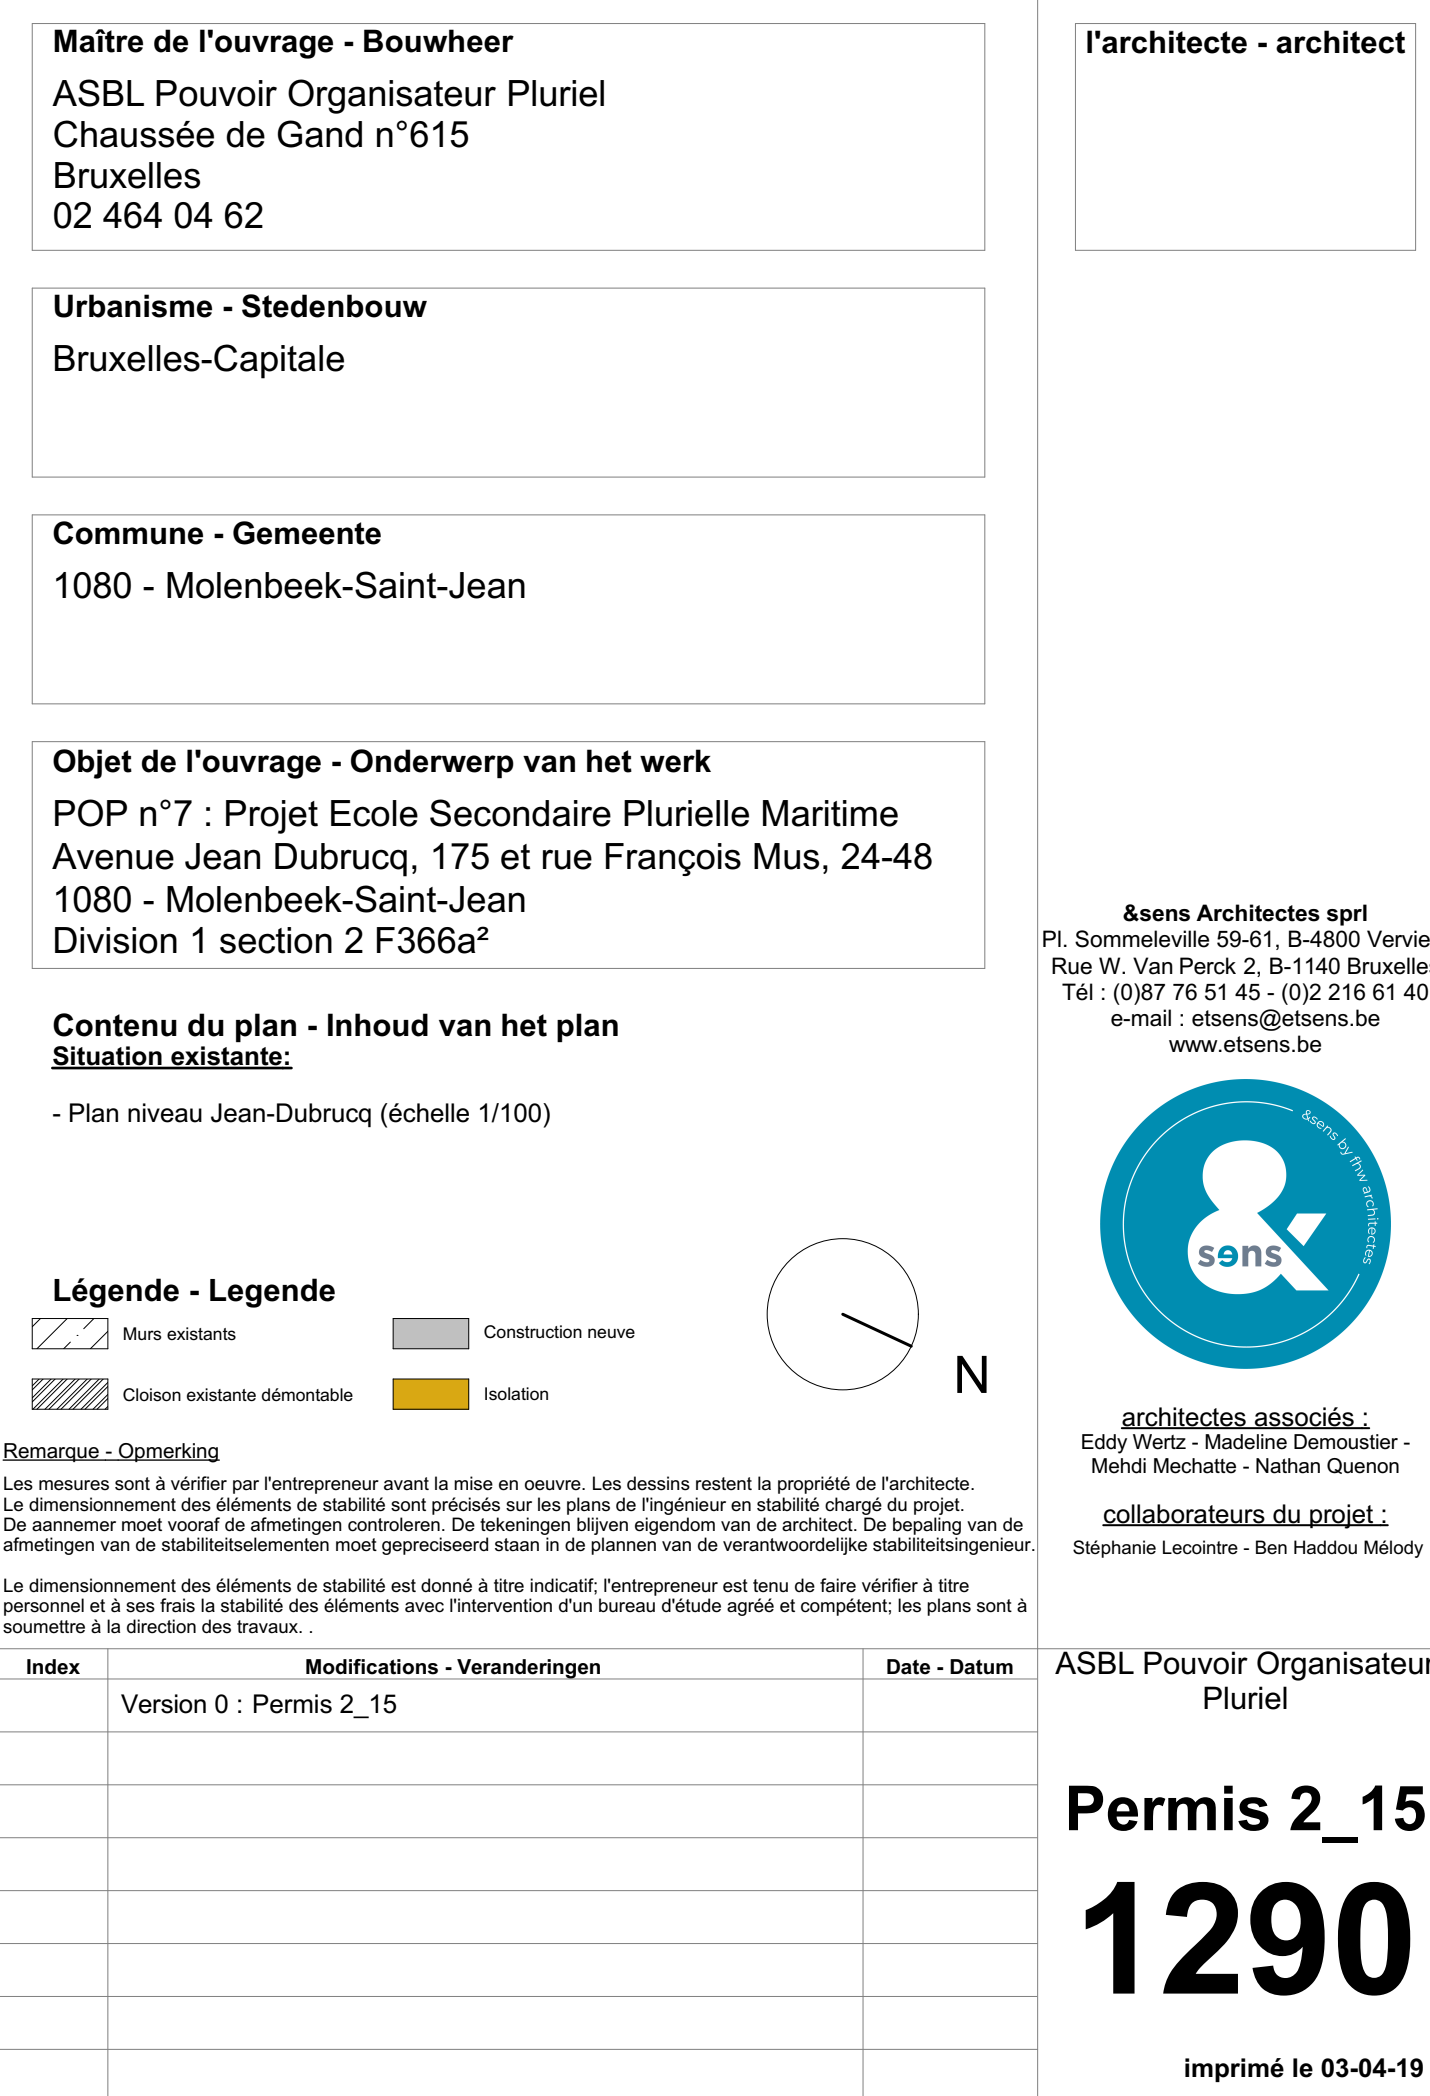 Maître de l'ouvrage - Bouwheer
ASBL Pouvoir Organisateur Pluriel
Chaussée de Gand n°615
Bruxelles
02 464 04 62
Urbanisme - Stedenbouw
Bruxelles-Capitale
Commune - Gemeente
1080 - Molenbeek-Saint-Jean
Objet de l'ouvrage - Onderwerp van het werk
POP n°7 : Projet Ecole Secondaire Plurielle Maritime
Avenue Jean Dubrucq, 175 et rue François Mus, 24-48
1080 - Molenbeek-Saint-Jean
Division 1 section 2 F366a²
Contenu du plan - Inhoud van het plan
Situation existante:
- Plan niveau Jean-Dubrucq (échelle 1/100)
Légende - Legende
Murs existants
Construction neuve
Cloison existante démontable
Isolation
N
Remarque - Opmerking
Les mesures sont à vérifier par l'entrepreneur avant la mise en oeuvre. Les dessins restent la propriété de l'architecte.
Le dimensionnement des éléments de stabilité sont précisés sur les plans de l'ingénieur en stabilité chargé du projet.
De aannemer moet vooraf de afmetingen controleren. De tekeningen blijven eigendom van de architect. De bepaling van de
afmetingen van de stabiliteitselementen moet gepreciseerd staan in de plannen van de verantwoordelijke stabiliteitsingenieur.
Le dimensionnement des éléments de stabilité est donné à titre indicatif; l'entrepreneur est tenu de faire vérifier à titre
personnel et à ses frais la stabilité des éléments avec l'intervention d'un bureau d'étude agréé et compétent; les plans sont à
soumettre à la direction des travaux. .
Index Modifications - Veranderingen Date - Datum
Version 0 : Permis 2_15
l'architecte - architect
&sens Architectes sprl
Pl. Sommeleville 59-61, B-4800 Vervie
Rue W. Van Perck 2, B-1140 Bruxelles
Tél : (0)87 76 51 45 - (0)2 216 61 40
e-mail : etsens@etsens.be
www.etsens.be
&sens by fhw architectes
&
sens
architectes associés :
Eddy Wertz - Madeline Demoustier -
Mehdi Mechatte - Nathan Quenon
collaborateurs du projet :
Stéphanie Lecointre - Ben Haddou Mélody
ASBL Pouvoir Organisateur
Pluriel
Permis 2_15
1290
imprimé le 03-04-19